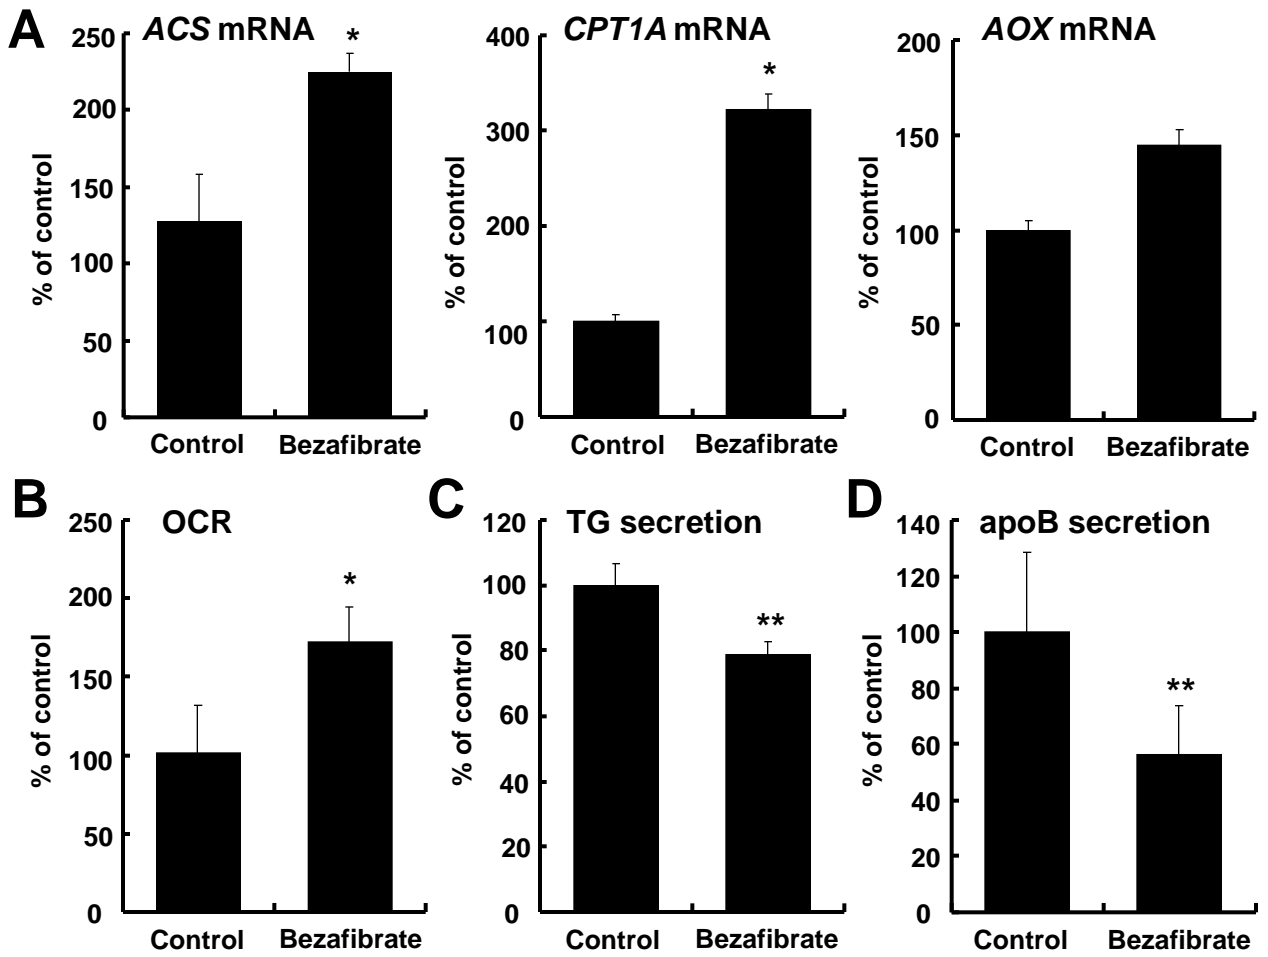 A
ACS mRNA
*
250
200
150
100
50
0
% of control
Control Bezafibrate
CPT1A mRNA
*
400
300
200
100
0
% of control
Control Bezafibrate
AOX mRNA
200
150
100
50
0
% of control
Control Bezafibrate
B
OCR
*
250
200
150
100
50
0
% of control
Control Bezafibrate
C
TG secretion
**
120
100
80
60
40
20
0
% of control
Control Bezafibrate
D
apoB secretion
**
140
120
100
80
60
40
20
0
% of control
Control Bezafibrate